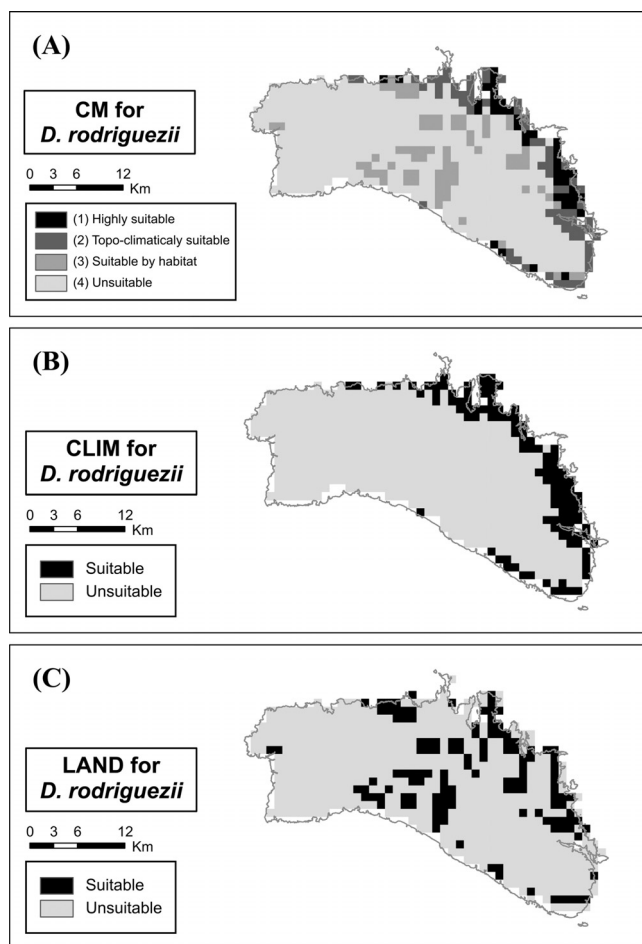 (A)
CM for
D. rodriguezii
0 3 6 12
Km
(1) Highly suitable
(2) Topo-climaticaly suitable
(3) Suitable by habitat
(4) Unsuitable
(B)
CLIM for
D. rodriguezii
0 3 6 12
Km
Suitable
Unsuitable
(C)
LAND for
D. rodriguezii
0 3 6 12
Km
Suitable
Unsuitable